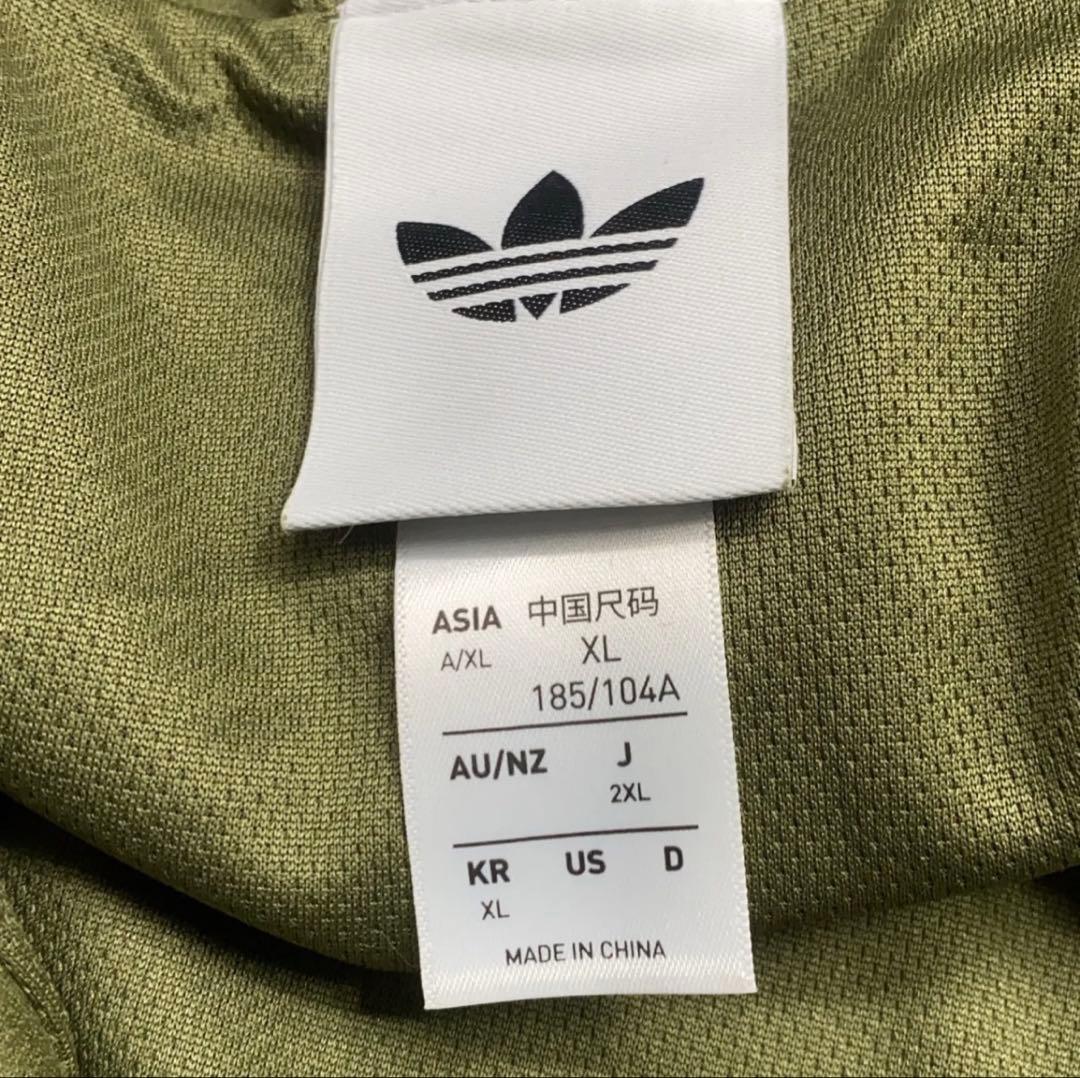 ASIA 中国尺码
A/XL XL
185/104A
AU/NZ J
2XL
KR US D
XL
MADE IN CHINA